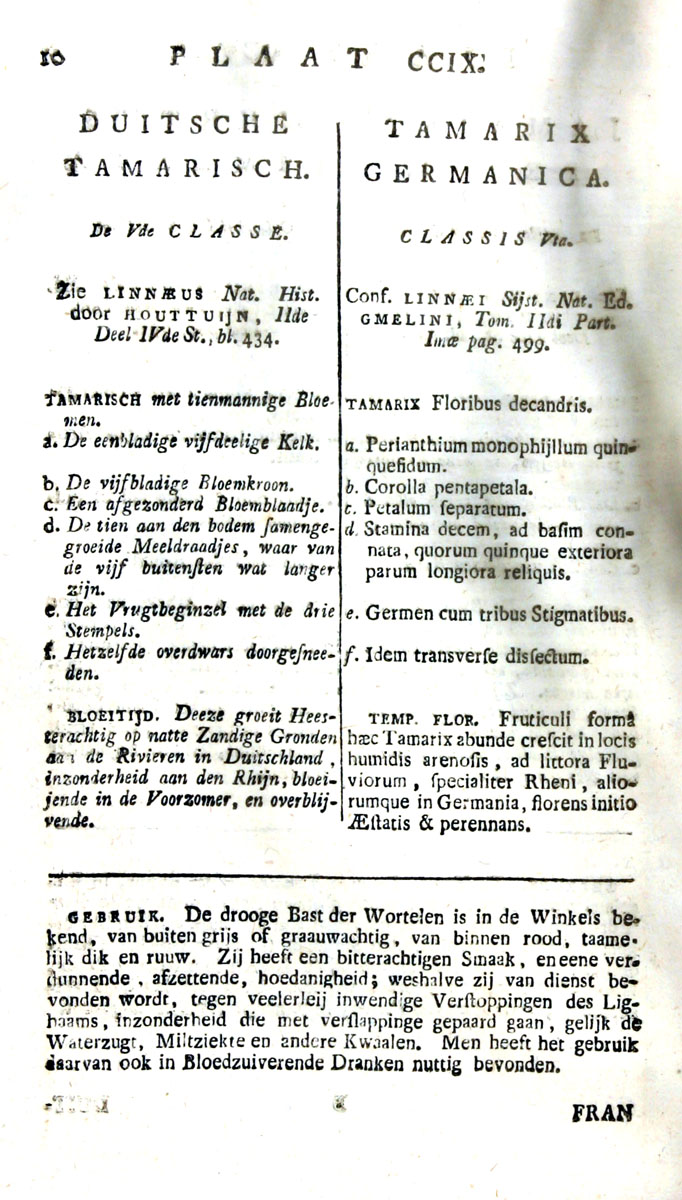 10 PLAAT CCIX.
DUITSCHE
TAMARISCH.
De Vde CLASSE.
Zie LINNÆUS Nat. Hist.
door HOUTTUIJN, IIde
Deel IVde St., bl. 434.
TAMARISCH met tienmannige Bloe-
men.
a. De eenbladige vijfdeelige Kelk.
b. De vijfbladige Bloemkroon.
c. Een afgezonderd Bloemblaadje.
d. De tien aan den bodem ſamenge-
groeide Meeldraadjes, waar van
de vijf buitenſten wat langer
zijn.
e. Het Vrugtbeginzel met de drie
Stempels.
f. Hetzelfde overdwars doorgeſnee-
den.
BLOEITIJD. Deeze groeit Hees-
terachtig op natte Zandige Gronden
aan de Rivieren in Duitschland,
inzonderheid aan den Rhijn, bloei-
jende in de Voorzomer, en overblij-
vende.
TAMARIX
GERMANICA.
CLASSIS Vta.
Conf. LINNÆI Sijst. Nat. Ed.
GMELINI, Tom. IIdi Part.
Imæ pag. 499.
TAMARIX Floribus decandris.
a. Perianthium monophijllum quin-
quefidum.
b. Corolla pentapetala.
c. Petalum ſeparatum.
d. Stamina decem, ad baſim con-
nata, quorum quinque exteriora
parum longiora reliquis.
e. Germen cum tribus Stigmatibus.
f. Idem transverſe disſectum.
TEMP. FLOR. Fruticuli formâ
hæc Tamarix abunde creſcit in locis
humidis arenoſis, ad littora Flu-
viorum, ſpecialiter Rheni, alio-
rumque in Germania, florens initio
Æſtatis & perennans.
GEBRUIK. De drooge Bast der Wortelen is in de Winkels be-
kend, van buiten grijs of graauwachtig, van binnen rood, taame-
lijk dik en ruuw. Zij heeft een bitterachtigen Smaak, en eene ver-
dunnende, afzettende, hoedanigheid; weshalve zij van dienst be-
vonden wordt, tegen veelerleij inwendige Verſtoppingen des Lig-
haams, inzonderheid die met verſlappinge gepaard gaan, gelijk de
Waterzugt, Miltziekte en andere Kwaalen. Men heeft het gebruik
daarvan ook in Bloedzuiverende Dranken nuttig bevonden.
FRAN